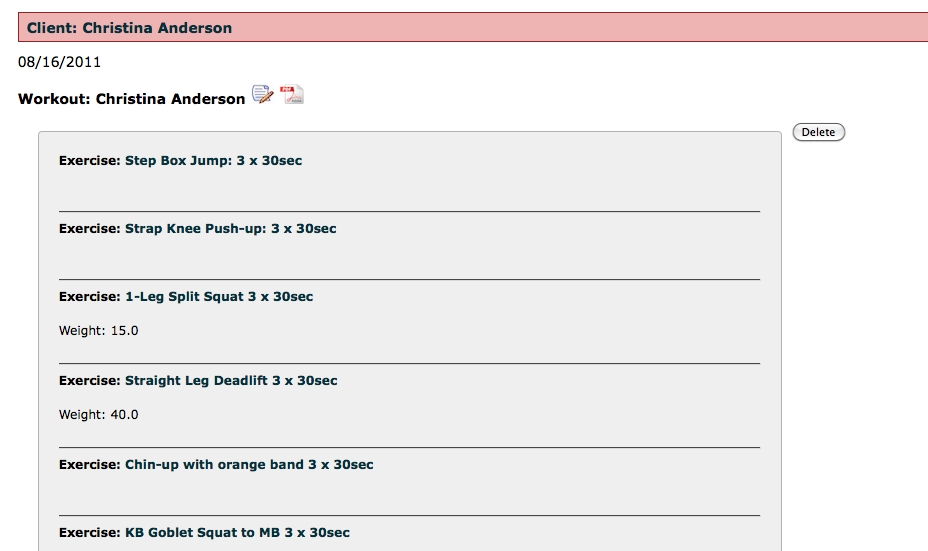 Client: Christina Anderson
08/16/2011
Workout: Christina Anderson
PDF
Delete
Exercise: Step Box Jump: 3 x 30sec
Exercise: Strap Knee Push-up: 3 x 30sec
Exercise: 1-Leg Split Squat 3 x 30sec
Weight: 15.0
Exercise: Straight Leg Deadlift 3 x 30sec
Weight: 40.0
Exercise: Chin-up with orange band 3 x 30sec
Exercise: KB Goblet Squat to MB 3 x 30sec